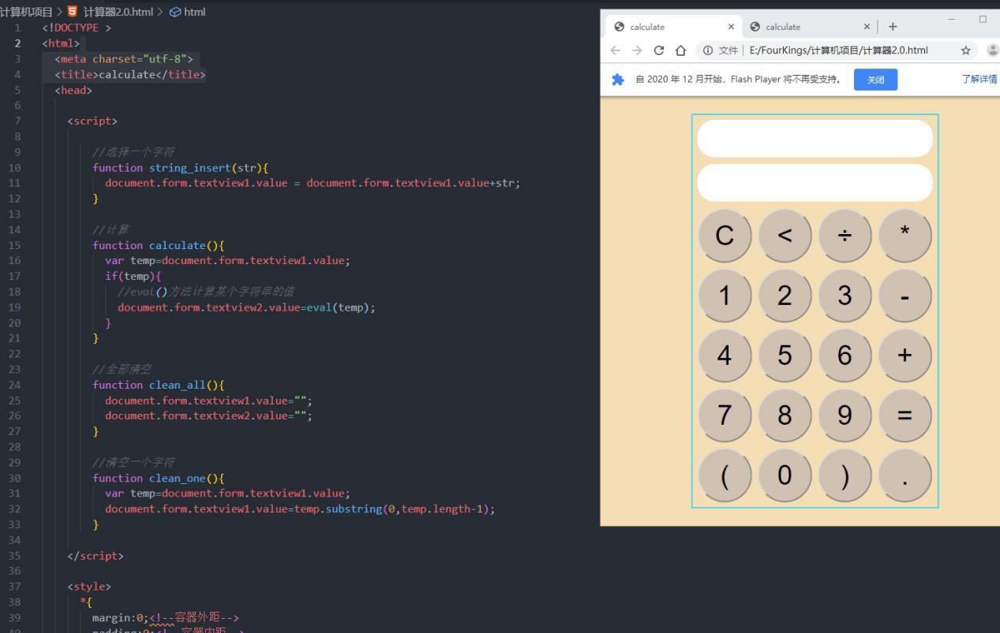 计算机项目 > 计算器2.0.html > html
1 <!DOCTYPE >
2 <html>
3 <meta charset="utf-8">
4 <title>calculate</title>
5 <head>
6
7 <script>
8
9 //选择一个字符
10 function string_insert(str){
11 document.form.textview1.value = document.form.textview1.value+str;
12 }
13
14 //计算
15 function calculate(){
16 var temp=document.form.textview1.value;
17 if(temp){
18 //eval()方法计算某个字符串的值
19 document.form.textview2.value=eval(temp);
20 }
21 }
22
23 //全部清空
24 function clean_all(){
25 document.form.textview1.value="";
26 document.form.textview2.value="";
27 }
28
29 //清空一个字符
30 function clean_one(){
31 var temp=document.form.textview1.value;
32 document.form.textview1.value=temp.substring(0,temp.length-1);
33 }
34
35 </script>
36
37 <style>
38 *{
39 margin:0;<!--容器外距-->
40 padding:0;<!--容器内距-->
calculate
calculate
文件 | E:/FourKings/计算机项目/计算器2.0.html
自 2020 年 12 月开始，Flash Player 将不再受支持。 关闭 了解详情
C < ÷ *
1 2 3 -
4 5 6 +
7 8 9 =
( 0 ) .